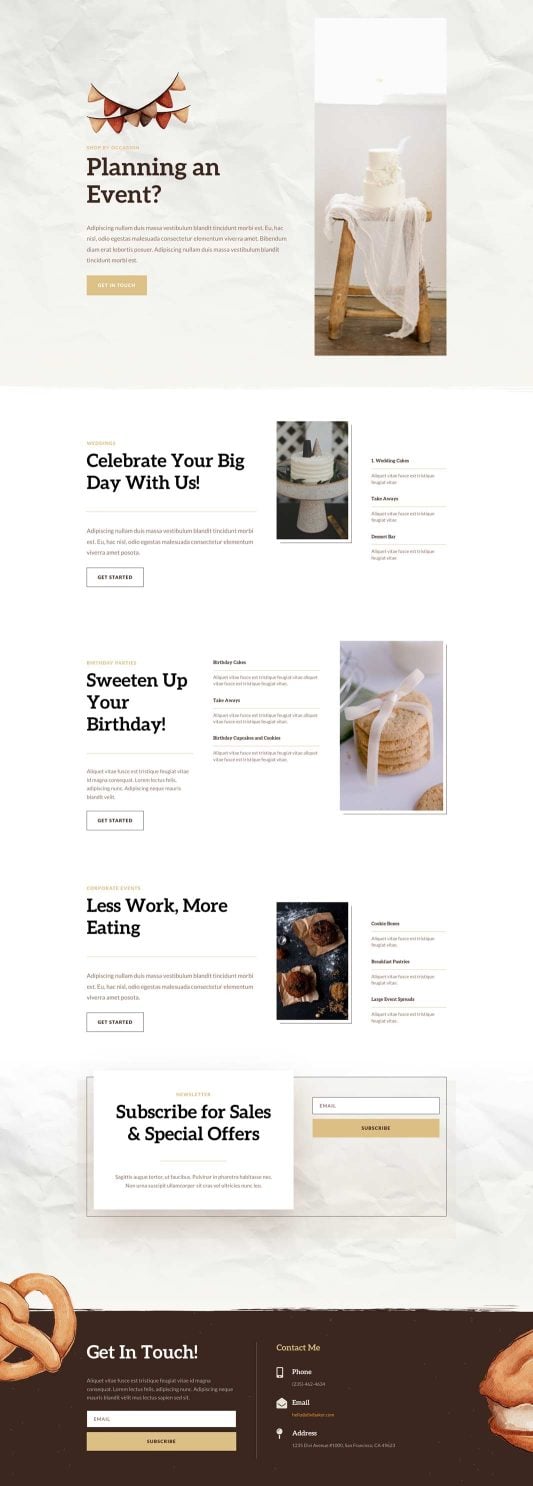 SHOP BY OCCASION
Planning an
Event?
Adipiscing nullam duis massa vestibulum blandit tincidunt morbi est. Eu, hac
nisl, odio egestas malesuada consectetur elementum viverra amet. Bibendum
diam erat lobortis posuer. Adipiscing nullam duis massa vestibulum blandit
tincidunt morbi est.
GET IN TOUCH
WEDDINGS
Celebrate Your Big
Day With Us!
Adipiscing nullam duis massa vestibulum blandit tincidunt morbi
est. Eu, hac nisl, odio egestas malesuada consectetur elementum
viverra amet posota.
GET STARTED
1. Wedding Cakes
Aliquet vitae fusce est tristique
feugiat vitae
Take Aways
Aliquet vitae fusce est tristique
feugiat vitae.
Dessert Bar
Aliquet vitae fusce est tristique
feugiat vitae.
BIRTHDAY PARTIES
Sweeten Up
Your
Birthday!
Aliquet vitae fusce est tristique feugiat vitae
id magna consequat. Lorem lectus felis,
adipiscing nunc. Adipiscing neque mauris
blandit velit.
GET STARTED
Birthday Cakes
Aliquet vitae fusce est tristique feugiat vitae aliquet
vitae fusce est tristique feugiat vitae.
Take Aways
Aliquet vitae fusce est tristique feugiat vitae aliquet
vitae fusce est tristique feugiat vitae.
Birthday Cupcakes and Cookies
Aliquet vitae fusce est tristique feugiat vitae aliquet
vitae fusce est tristique feugiat vitae.
CORPORATE EVENTS
Less Work, More
Eating
Adipiscing nullam duis massa vestibulum blandit tincidunt morbi
est. Eu, hac nisl, odio egestas malesuada consectetur elementum
viverra amet posota.
GET STARTED
Cookie Boxes
Aliquet vitae fusce est tristique
feugiat vitae.
Breakfast Pastries
Aliquet vitae fusce est tristique
feugiat vitae.
Large Event Spreads
Aliquet vitae fusce est tristique
feugiat vitae.
NEWSLETTER
Subscribe for Sales
& Special Offers
Sagittis augue tortor, ut faucibus. Pulvinar in pharetra habitasse nec.
Non urna suscipit ullamcorper sit cras vel ultricies nunc leo.
EMAIL
SUBSCRIBE
Get In Touch!
Aliquet vitae fusce est tristique feugiat vitae id magna
consequat. Lorem lectus felis, adipiscing nunc. Adipiscing neque
mauris blandit velit mus lectus sapien sed sit.
EMAIL
SUBSCRIBE
Contact Me
Phone
(235) 462-4624
Email
hello@divibaker.com
Address
1235 Divi Avenue #1000, San Francisco, CA 49623